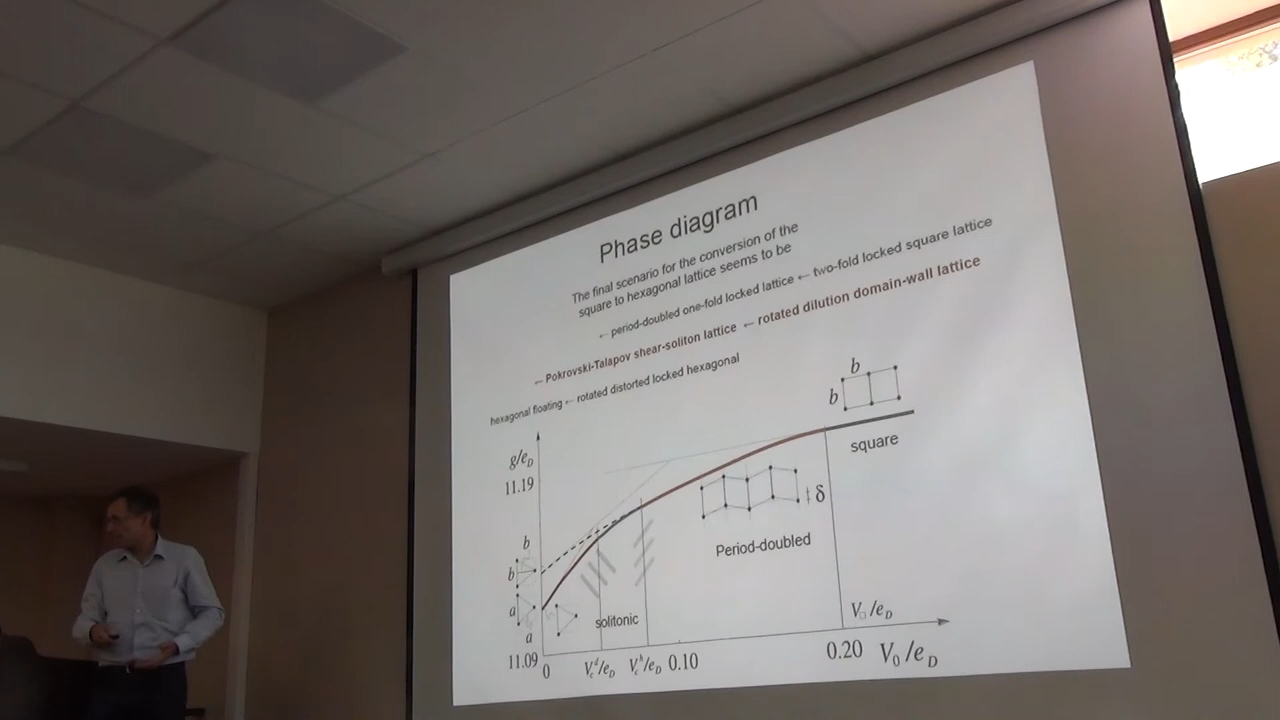 Phase diagram
The final scenario for the conversion of the
square to hexagonal lattice seems to be
← period-doubled one-fold locked lattice ← two-fold locked square lattice
← Pokrovski-Talapov shear-soliton lattice ← rotated dilution domain-wall lattice
hexagonal floating ← rotated distorted locked hexagonal
b
b
g/e_D
square
11.19
δ
Period-doubled
b
b
a
a
solitonic
V_□/e_D
11.09
0
V_c^d/e_D
V_c^h/e_D
0.10
0.20
V_0/e_D